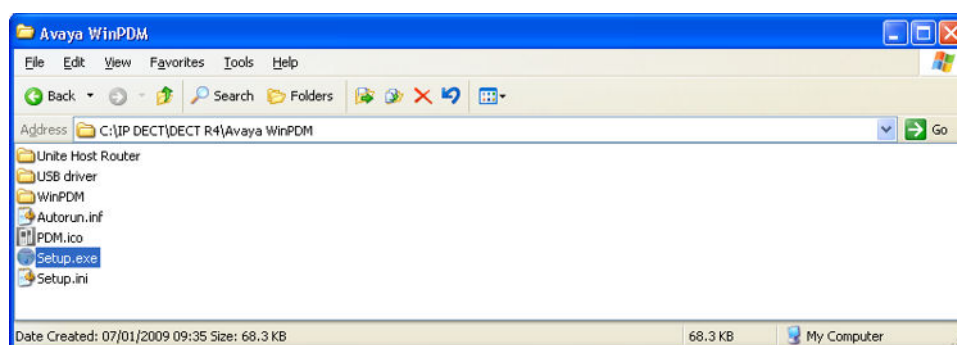 Avaya WinPDM
File Edit View Favorites Tools Help
Back Search Folders
Address C:\IP DECT\DECT R4\Avaya WinPDM Go
Unite Host Router
USB driver
WinPDM
Autorun.inf
PDM.ico
Setup.exe
Setup.ini
Date Created: 07/01/2009 09:35 Size: 68.3 KB 68.3 KB My Computer